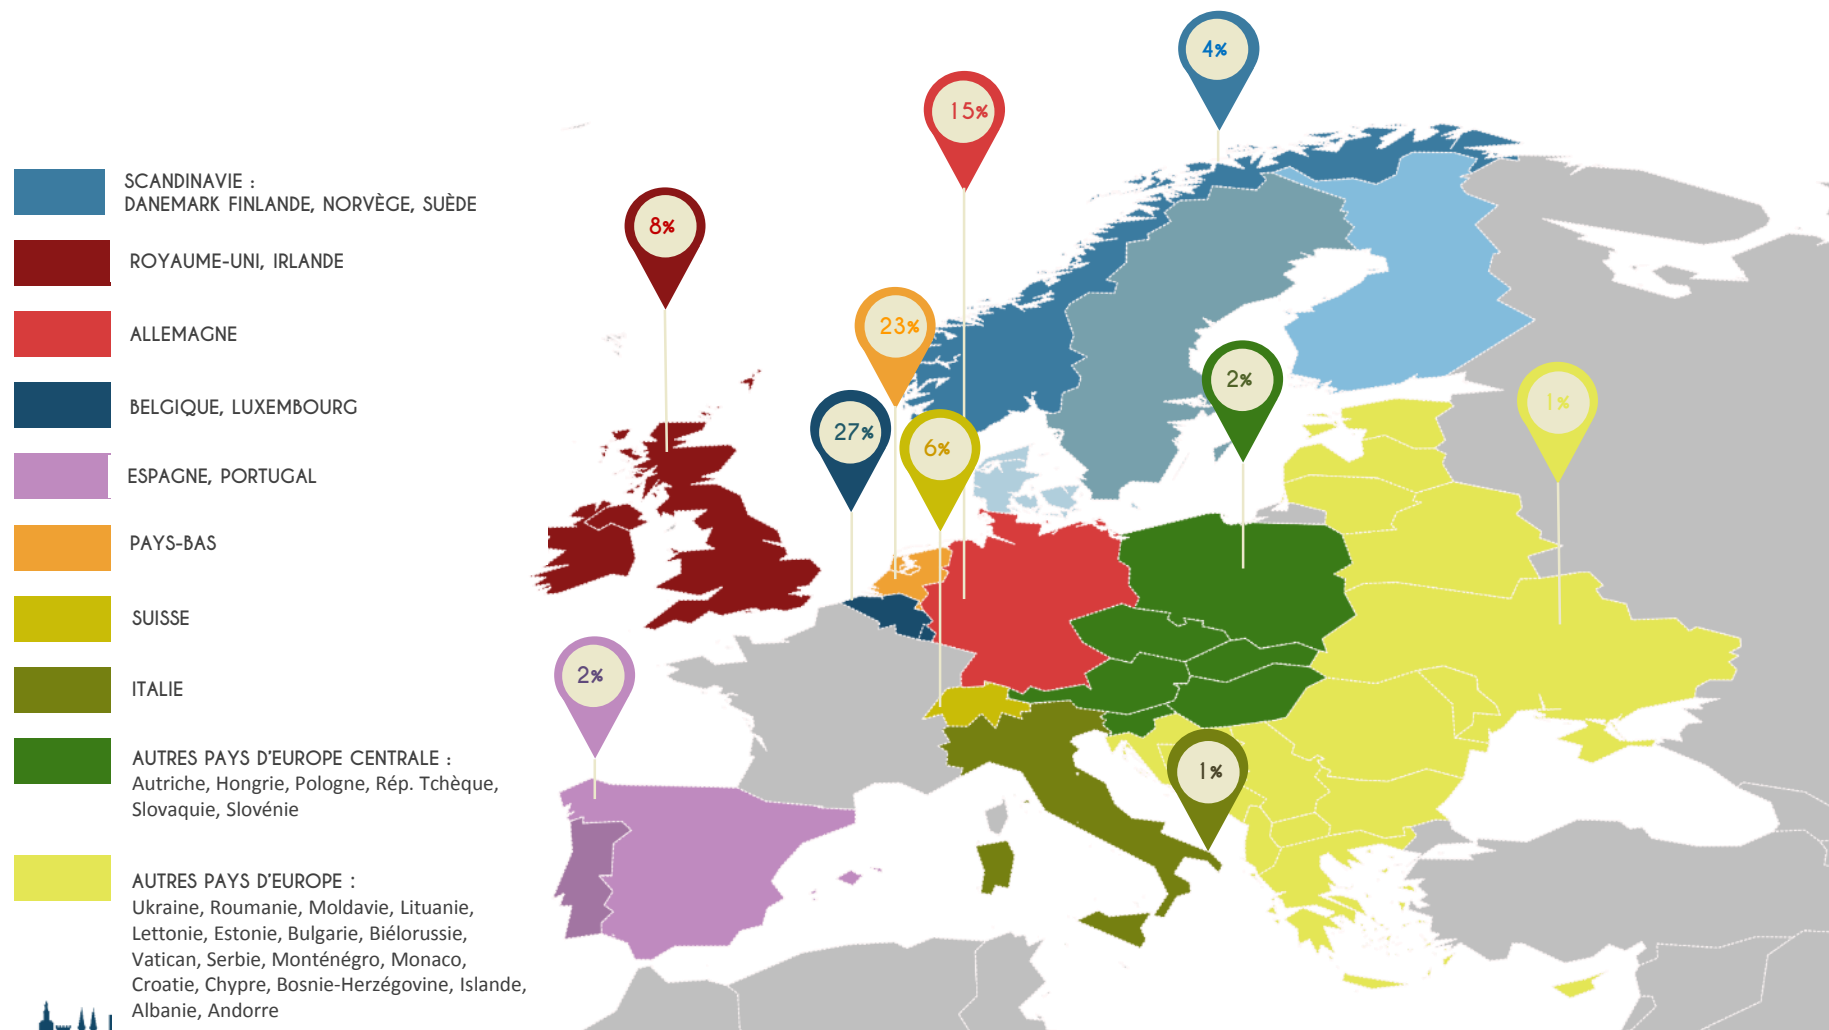 4%
15%
SCANDINAVIE :
DANEMARK FINLANDE, NORVÈGE, SUÈDE
8%
ROYAUME-UNI, IRLANDE
ALLEMAGNE
23%
2%
1%
BELGIQUE, LUXEMBOURG
27%
6%
ESPAGNE, PORTUGAL
PAYS-BAS
SUISSE
2%
ITALIE
AUTRES PAYS D'EUROPE CENTRALE :
Autriche, Hongrie, Pologne, Rép. Tchèque,
Slovaquie, Slovénie
1%
AUTRES PAYS D'EUROPE :
Ukraine, Roumanie, Moldavie, Lituanie,
Lettonie, Estonie, Bulgarie, Biélorussie,
Vatican, Serbie, Monténégro, Monaco,
Croatie, Chypre, Bosnie-Herzégovine, Islande,
Albanie, Andorre